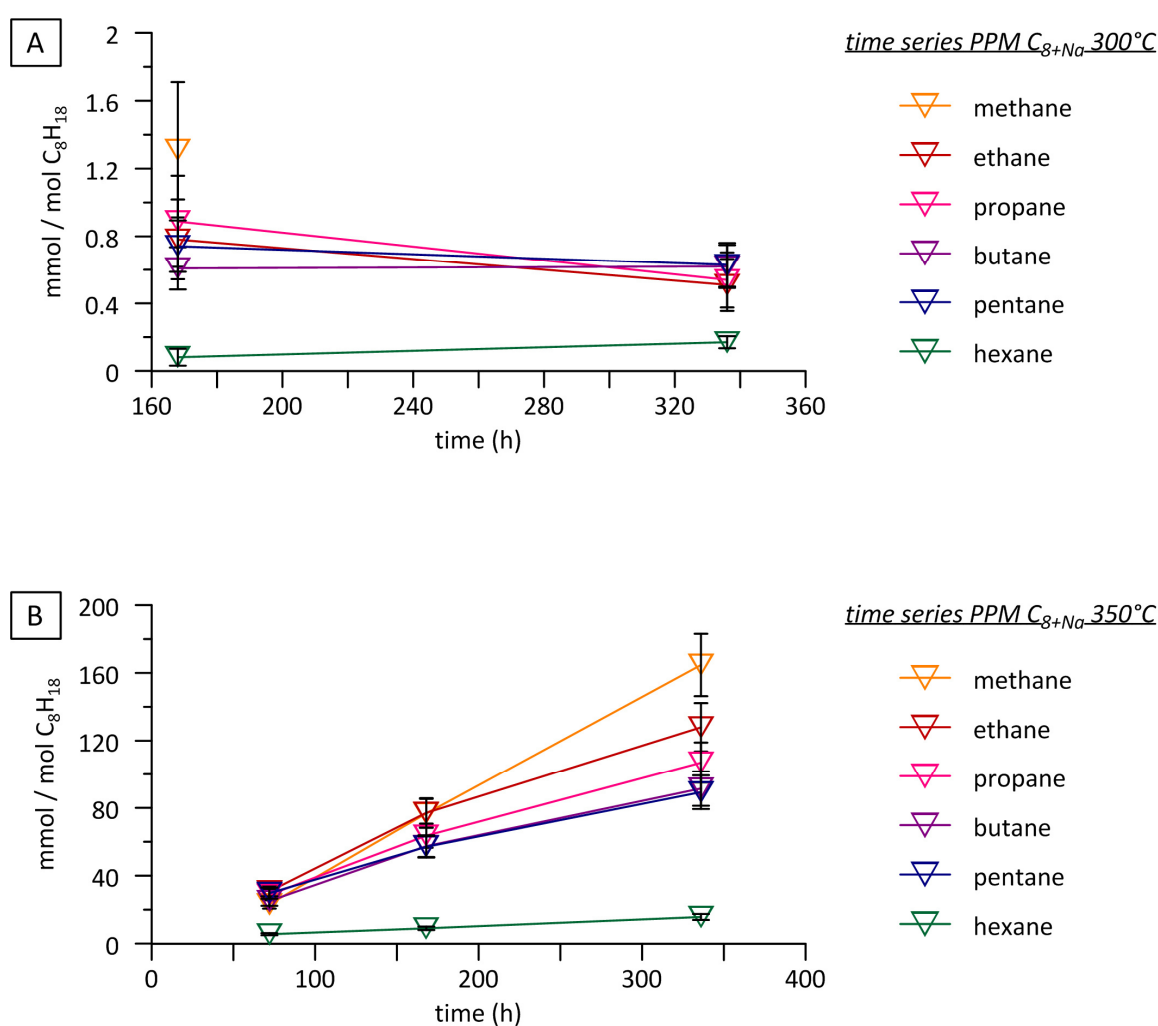 A
time series PPM C8+Na 300°C
2
1.6
1.2
0.8
0.4
0
mmol / mol C8H18
160 200 240 280 320 360
time (h)
methane
ethane
propane
butane
pentane
hexane
B
time series PPM C8+Na 350°C
200
160
120
80
40
0
mmol / mol C8H18
0 100 200 300 400
time (h)
methane
ethane
propane
butane
pentane
hexane